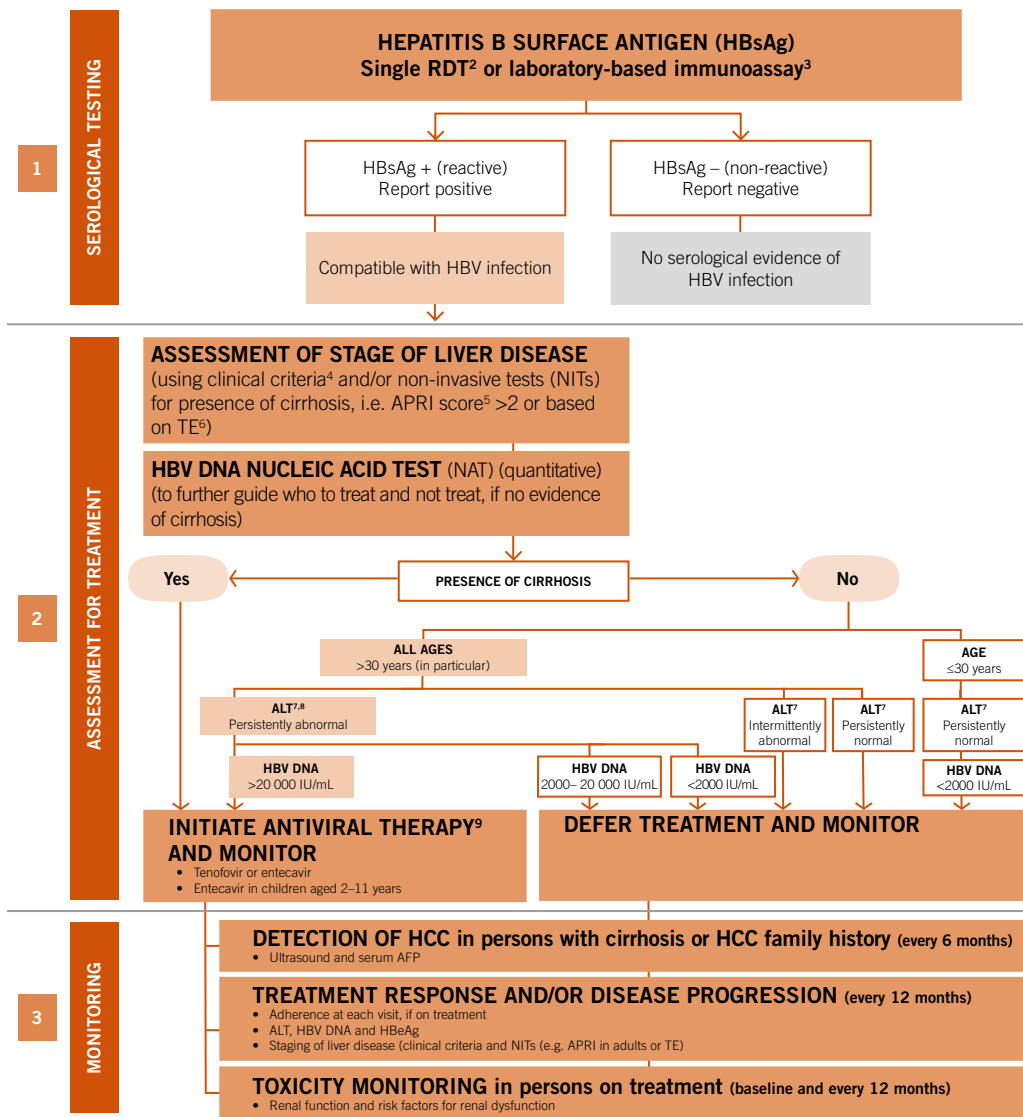 1
SEROLOGICAL TESTING
HEPATITIS B SURFACE ANTIGEN (HBsAg)
Single RDT² or laboratory-based immunoassay³
HBsAg + (reactive)
Report positive
HBsAg – (non-reactive)
Report negative
Compatible with HBV infection
No serological evidence of
HBV infection
2
ASSESSMENT FOR TREATMENT
ASSESSMENT OF STAGE OF LIVER DISEASE
(using clinical criteria⁴ and/or non-invasive tests (NITs)
for presence of cirrhosis, i.e. APRI score⁵ >2 or based
on TE⁶)
HBV DNA NUCLEIC ACID TEST (NAT) (quantitative)
(to further guide who to treat and not treat, if no evidence
of cirrhosis)
Yes
PRESENCE OF CIRRHOSIS
No
ALL AGES
>30 years (in particular)
AGE
≤30 years
ALT⁷,⁸
Persistently abnormal
ALT⁷
Intermittently
abnormal
ALT⁷
Persistently
normal
ALT⁷
Persistently
normal
HBV DNA
>20 000 IU/mL
HBV DNA
2000– 20 000 IU/mL
HBV DNA
<2000 IU/mL
HBV DNA
<2000 IU/mL
INITIATE ANTIVIRAL THERAPY⁹
AND MONITOR
• Tenofovir or entecavir
• Entecavir in children aged 2–11 years
DEFER TREATMENT AND MONITOR
3
MONITORING
DETECTION OF HCC in persons with cirrhosis or HCC family history (every 6 months)
• Ultrasound and serum AFP
TREATMENT RESPONSE AND/OR DISEASE PROGRESSION (every 12 months)
• Adherence at each visit, if on treatment
• ALT, HBV DNA and HBeAg
• Staging of liver disease (clinical criteria and NITs (e.g. APRI in adults or TE)
TOXICITY MONITORING in persons on treatment (baseline and every 12 months)
• Renal function and risk factors for renal dysfunction